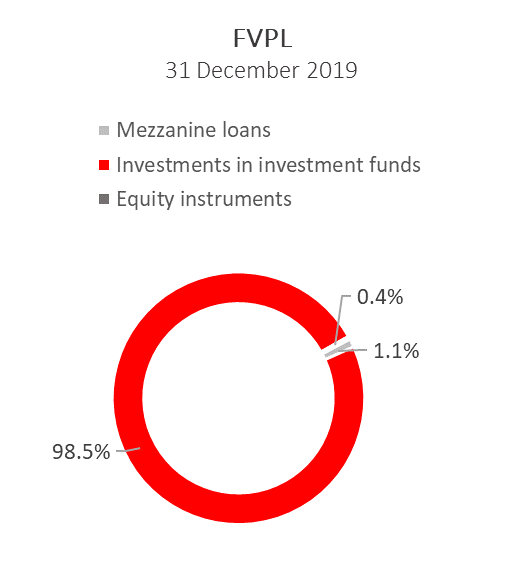 FVPL
31 December 2019
Mezzanine loans
Investments in investment funds
Equity instruments
0.4%
1.1%
98.5%